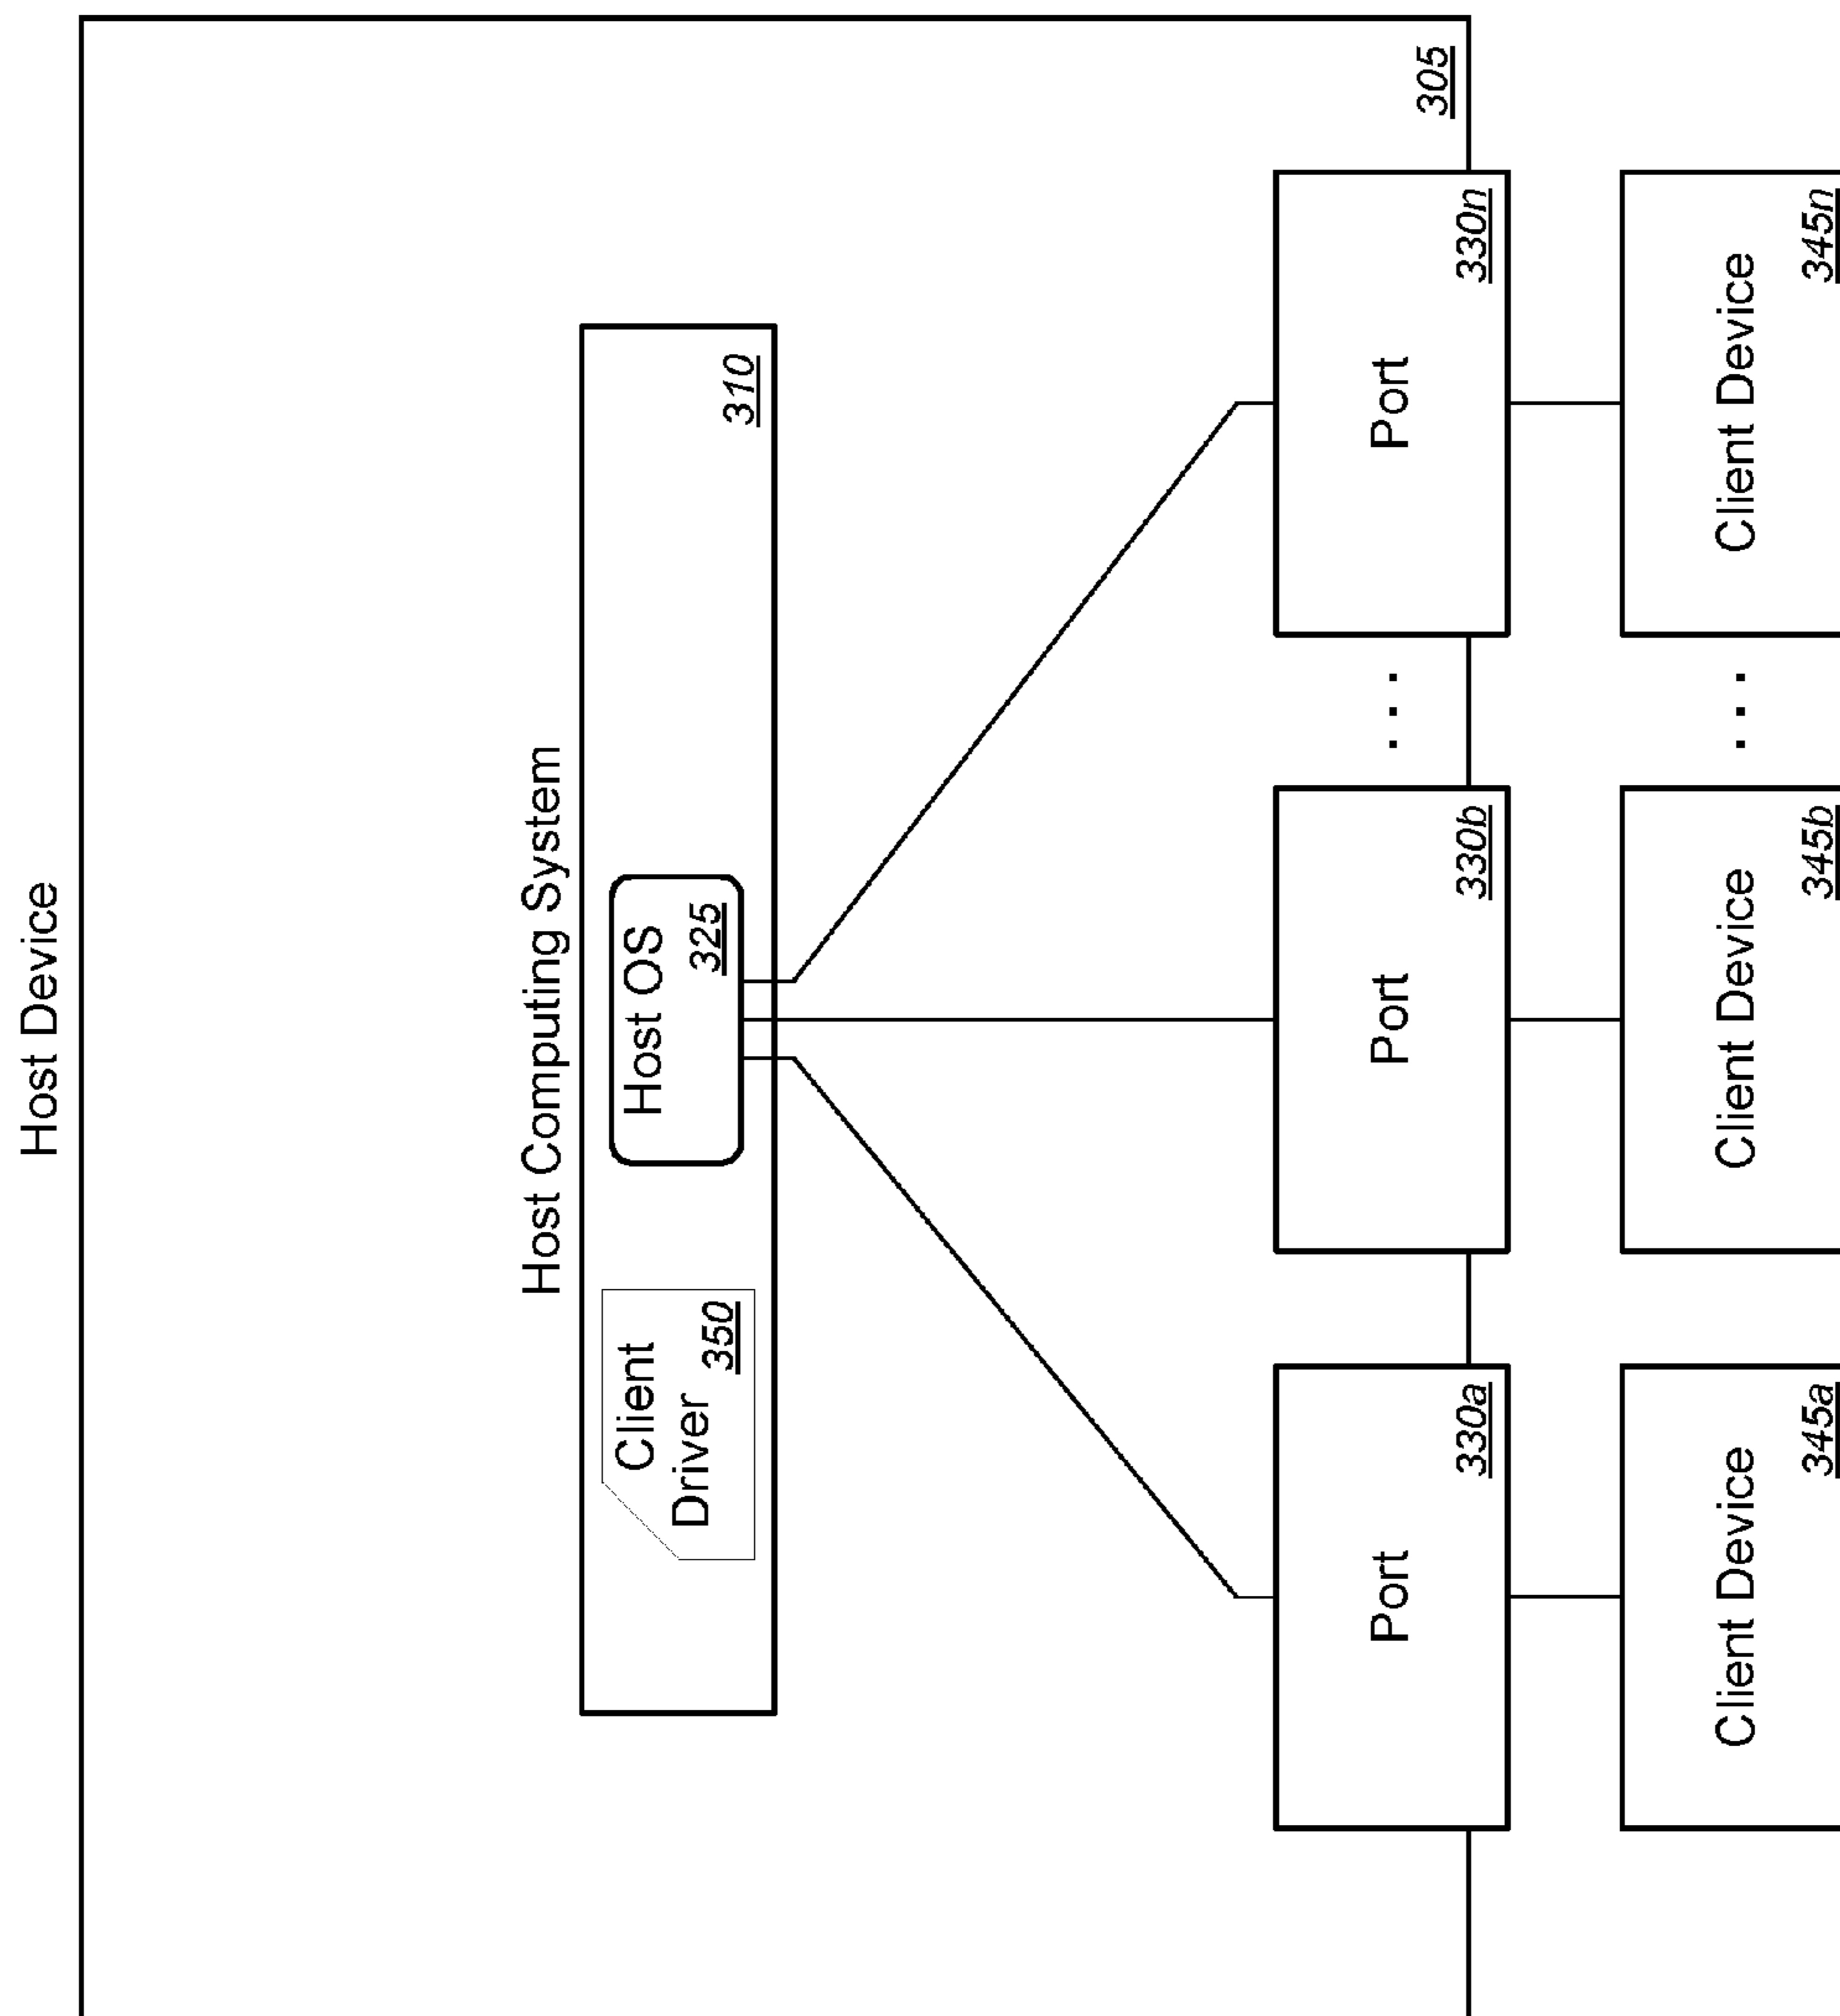 Host Device
305
Host Computing System
310
Client
Driver
350
Host OS
325
Port
330a
Port
330b
. . .
Port
330n
Client Device
345a
Client Device
345b
. . .
Client Device
345n